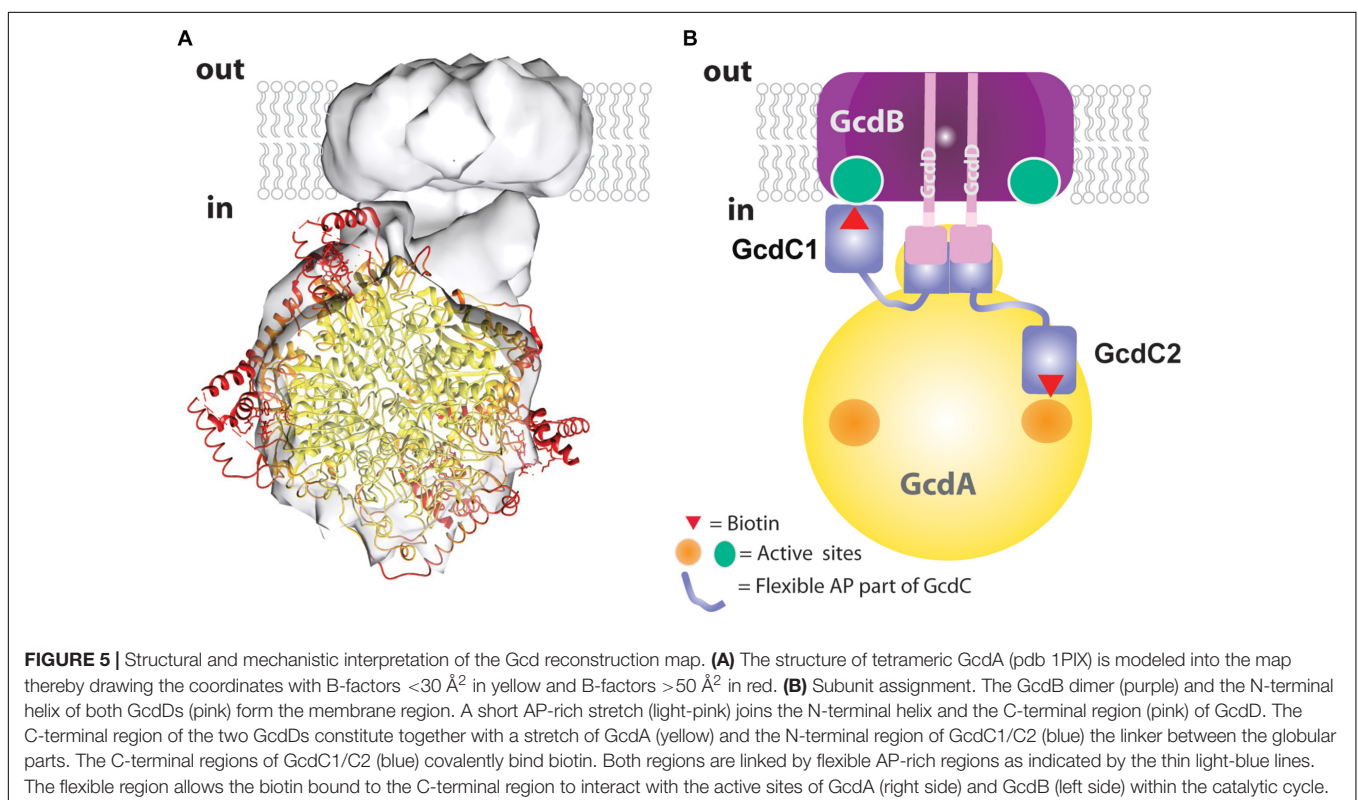 A
B
out
out
GcdB
GcdD
GcdD
in
in
GcdC1
GcdC2
GcdA
= Biotin
= Active sites
= Flexible AP part of GcdC
FIGURE 5 | Structural and mechanistic interpretation of the Gcd reconstruction map. (A) The structure of tetrameric GcdA (pdb 1PIX) is modeled into the map
thereby drawing the coordinates with B-factors <30 Å² in yellow and B-factors >50 Å² in red. (B) Subunit assignment. The GcdB dimer (purple) and the N-terminal
helix of both GcdDs (pink) form the membrane region. A short AP-rich stretch (light-pink) joins the N-terminal helix and the C-terminal region (pink) of GcdD. The
C-terminal region of the two GcdDs constitute together with a stretch of GcdA (yellow) and the N-terminal region of GcdC1/C2 (blue) the linker between the globular
parts. The C-terminal regions of GcdC1/C2 (blue) covalently bind biotin. Both regions are linked by flexible AP-rich regions as indicated by the thin light-blue lines.
The flexible region allows the biotin bound to the C-terminal region to interact with the active sites of GcdA (right side) and GcdB (left side) within the catalytic cycle.